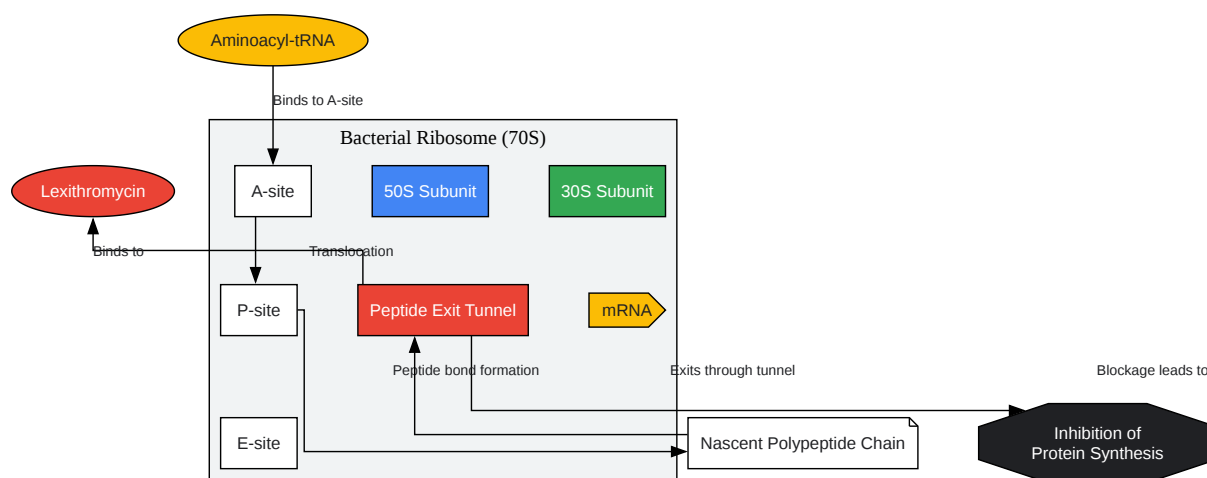 Aminoacyl-tRNA
Binds to A-site
Bacterial Ribosome (70S)
Lexithromycin
A-site
50S Subunit
30S Subunit
Binds to
Translocation
P-site
Peptide Exit Tunnel
mRNA
Peptide bond formation
Exits through tunnel
Blockage leads to
E-site
Nascent Polypeptide Chain
Inhibition of
Protein Synthesis